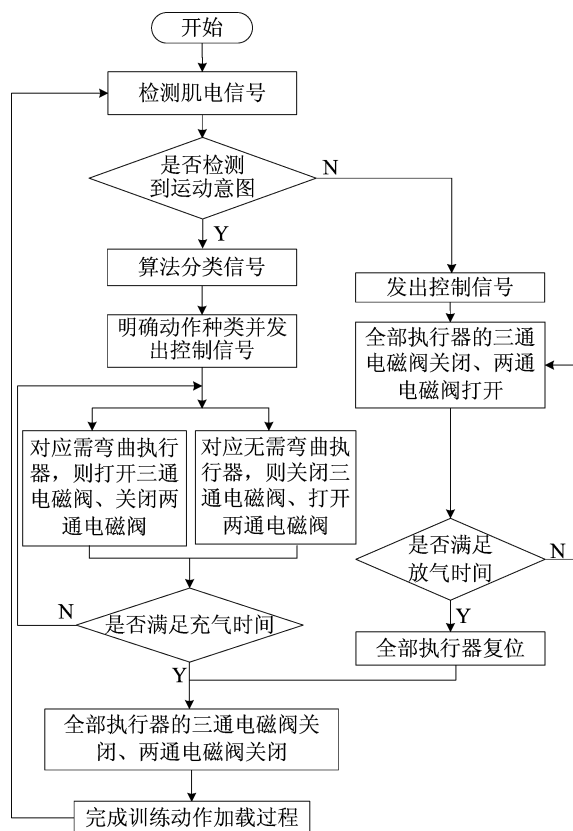 开始
检测肌电信号
是否检测
到运动意图
N
Y
算法分类信号
发出控制信号
明确动作种类并发
出控制信号
全部执行器的三通
电磁阀关闭、两通
电磁阀打开
对应需弯曲执行
器，则打开三通
电磁阀、关闭两
通电磁阀
对应无需弯曲执
行器，则关闭三
通电磁阀、打开
两通电磁阀
是否满足
放气时间
N
Y
是否满足充气时间
N
Y
全部执行器复位
全部执行器的三通电磁阀关
闭、两通电磁阀关闭
完成训练动作加载过程